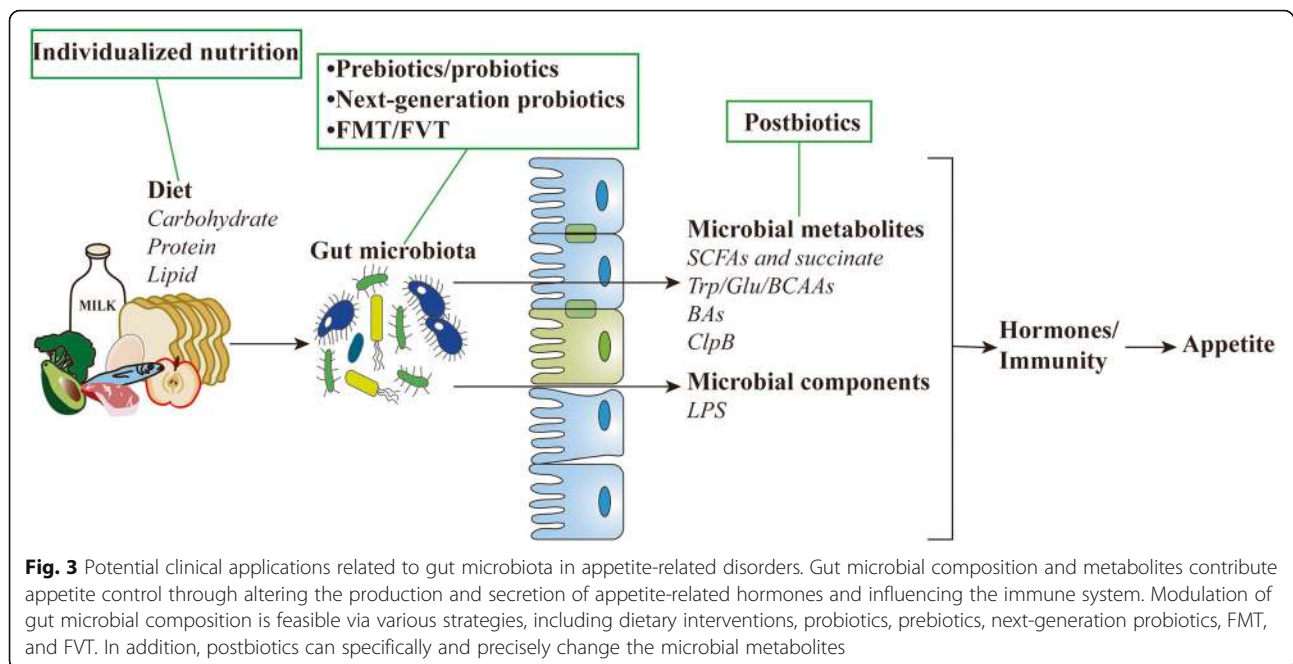 Individualized nutrition
•Prebiotics/probiotics
•Next-generation probiotics
•FMT/FVT
Postbiotics
Diet
Carbohydrate
Protein
Lipid
MILK
Gut microbiota
Microbial metabolites
SCFAs and succinate
Trp/Glu/BCAAs
BAs
ClpB
Microbial components
LPS
Hormones/
Immunity
Appetite
Fig. 3 Potential clinical applications related to gut microbiota in appetite-related disorders. Gut microbial composition and metabolites contribute
appetite control through altering the production and secretion of appetite-related hormones and influencing the immune system. Modulation of
gut microbial composition is feasible via various strategies, including dietary interventions, probiotics, prebiotics, next-generation probiotics, FMT,
and FVT. In addition, postbiotics can specifically and precisely change the microbial metabolites